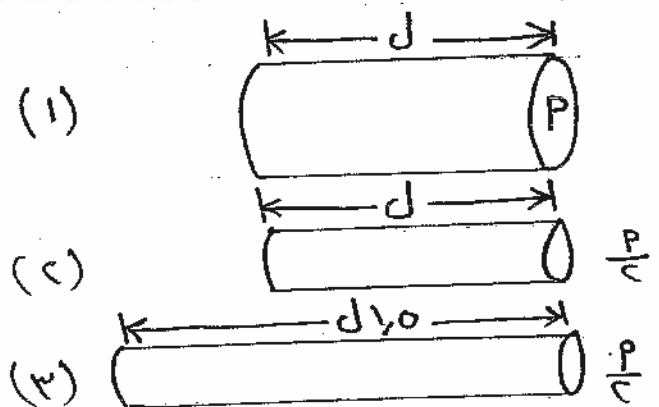 ل
(١) م
ل
(٢) م/٢
١,٥ ل
(٣) م/٢